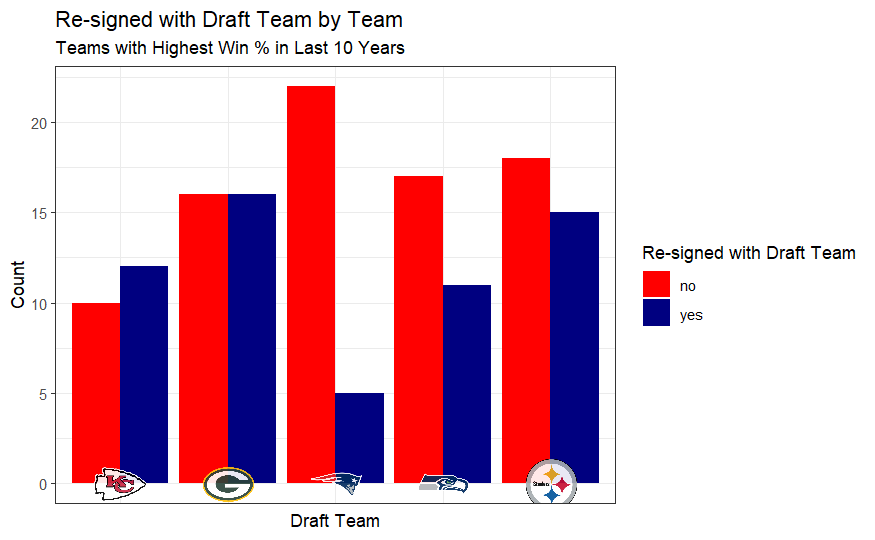 Re-signed with Draft Team by Team
Teams with Highest Win % in Last 10 Years
Count
20
15
10
5
0
KC
G
Steelers
Draft Team
Re-signed with Draft Team
no
yes